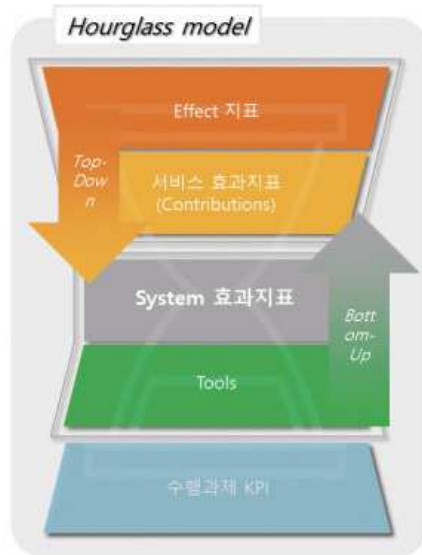 Hourglass model
Effect 지표
Top-
Dow
n
서비스 효과지표
(Contributions)
System 효과지표
Bott
om-
Up
Tools
수행과제 KPI